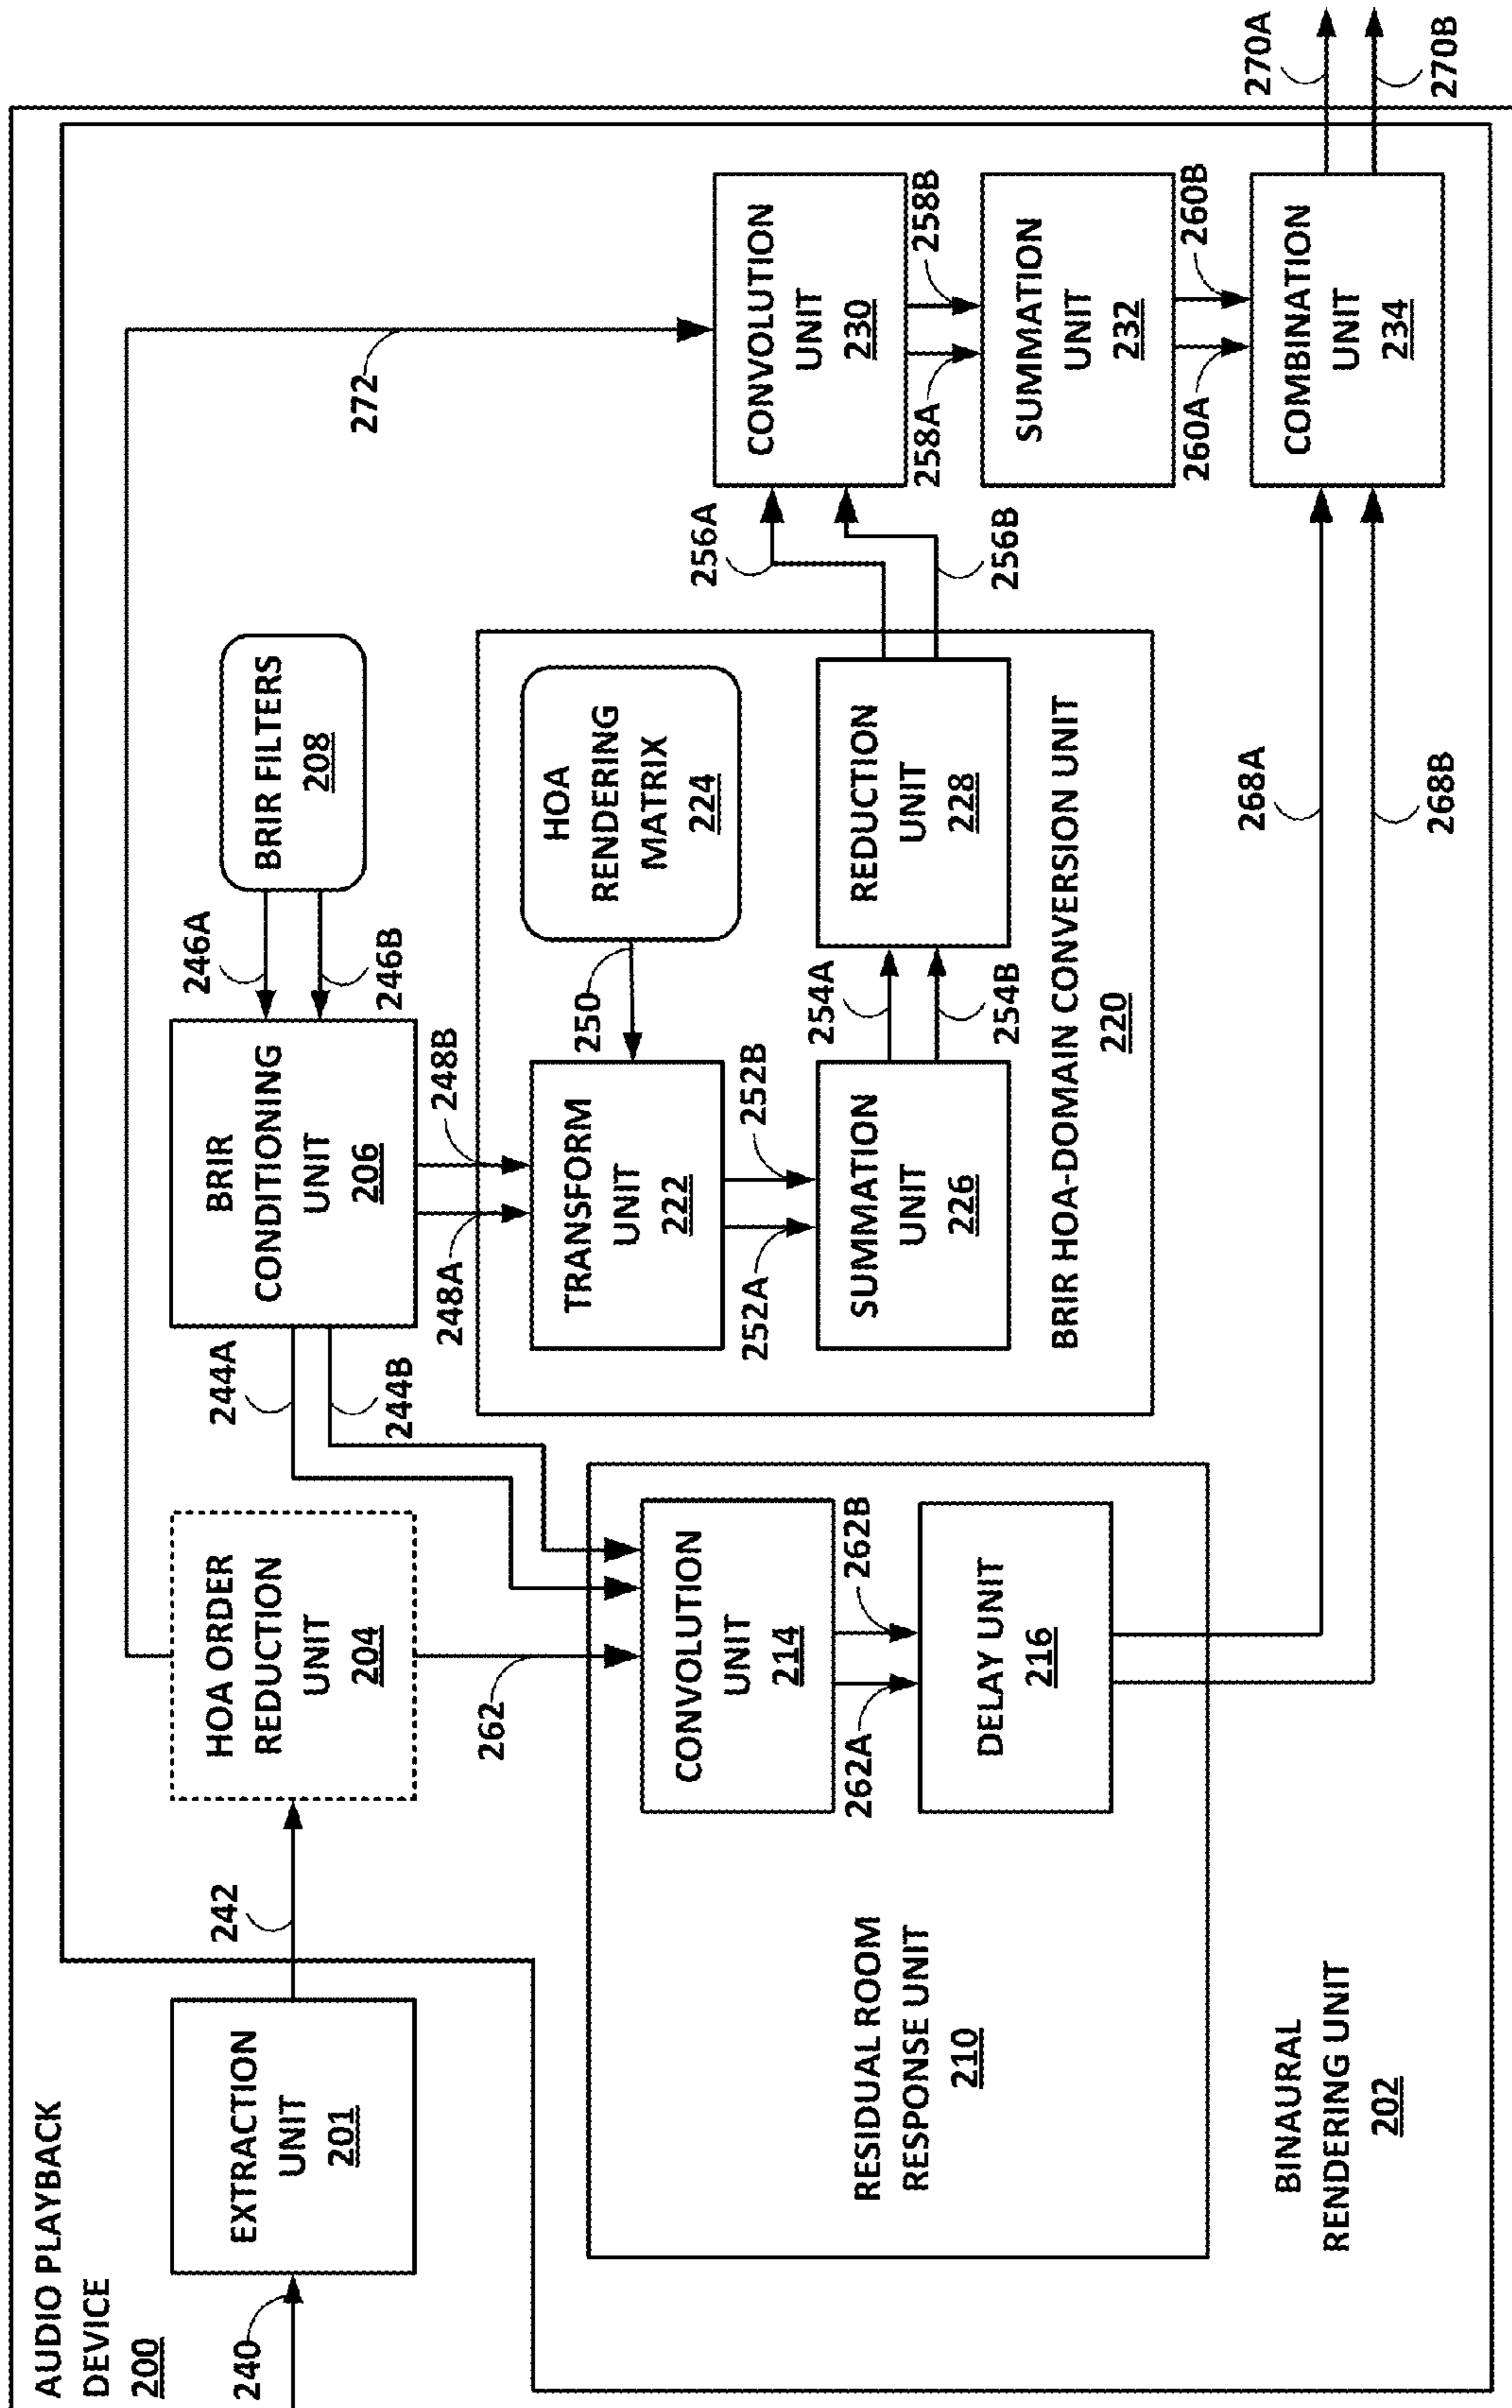 AUDIO PLAYBACK
DEVICE
200
240
EXTRACTION
UNIT
201
242
HOA ORDER
REDUCTION
UNIT
204
272
262
244A
244B
BRIR
CONDITIONING
UNIT
206
246A
246B
BRIR FILTERS
208
248A
248B
TRANSFORM
UNIT
222
250
HOA
RENDERING
MATRIX
224
252A
252B
SUMMATION
UNIT
226
254A
254B
REDUCTION
UNIT
228
BRIR HOA-DOMAIN CONVERSION UNIT
220
256A
256B
CONVOLUTION
UNIT
230
258A
258B
SUMMATION
UNIT
232
260A
260B
COMBINATION
UNIT
234
270A
270B
CONVOLUTION
UNIT
214
262A
262B
DELAY UNIT
216
RESIDUAL ROOM
RESPONSE UNIT
210
268A
268B
BINAURAL
RENDERING UNIT
202